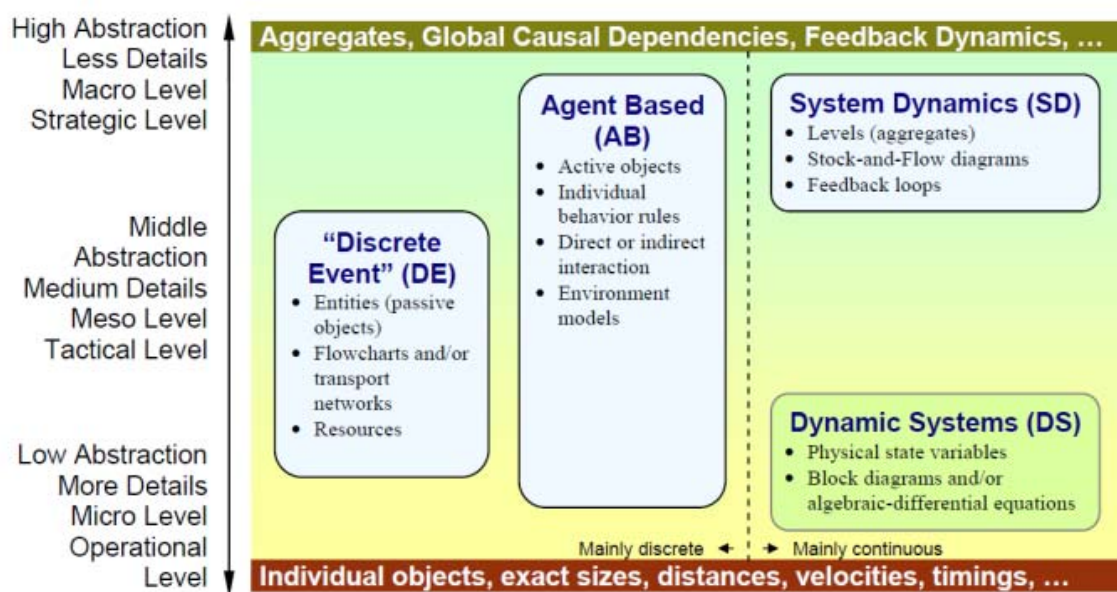 High Abstraction
Less Details
Macro Level
Strategic Level
Middle
Abstraction
Medium Details
Meso Level
Tactical Level
Low Abstraction
More Details
Micro Level
Operational
Level
Aggregates, Global Causal Dependencies, Feedback Dynamics, …
“Discrete
Event” (DE)
• Entities (passive
objects)
• Flowcharts and/or
transport
networks
• Resources
Agent Based
(AB)
• Active objects
• Individual
behavior rules
• Direct or indirect
interaction
• Environment
models
System Dynamics (SD)
• Levels (aggregates)
• Stock-and-Flow diagrams
• Feedback loops
Dynamic Systems (DS)
• Physical state variables
• Block diagrams and/or
algebraic-differential equations
Mainly discrete
Mainly continuous
Individual objects, exact sizes, distances, velocities, timings, …